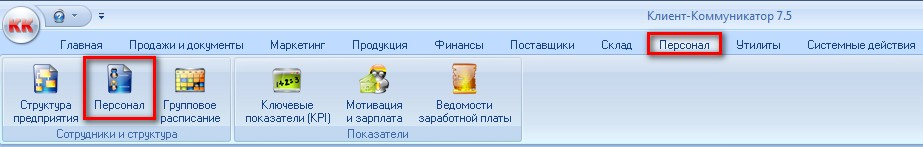 КК
Клиент-Коммуникатор 7.5
Главная Продажи и документы Маркетинг Продукция Финансы Поставщики Склад Персонал Утилиты Системные действия
Структура предприятия
Персонал
Групповое расписание
Ключевые показатели (KPI)
Мотивация и зарплата
Ведомости заработной платы
Сотрудники и структура
Показатели